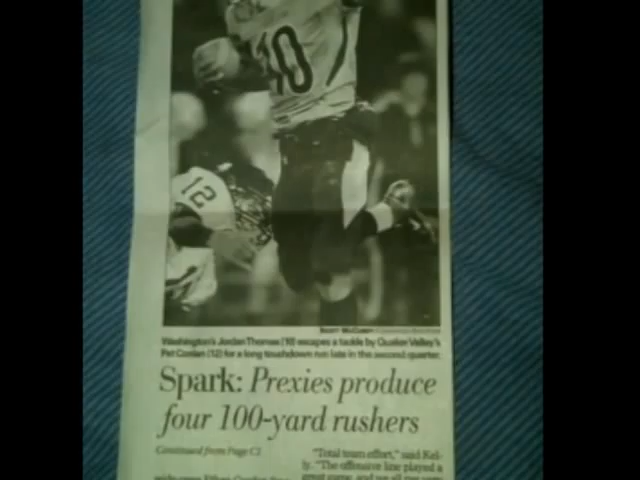 10
12
SCOTT MCCURDY
Washington's Jordan Thomas (10) escapes a tackle by Quaker Valley's
Pat Conlan (12) for a long touchdown run late in the second quarter.
Spark: Prexies produce
four 100-yard rushers
Continued from Page C1
"Total team effort," said Kel-
ly. "The offensive line played a